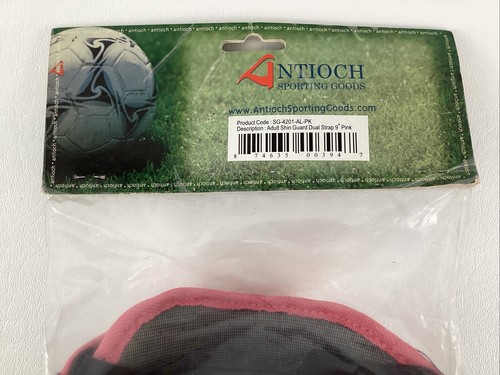 ANTIOCH
SPORTING GOODS
www.AntiochSportingGoods.com
Product Code : SG-4201-AL-PK
Description : Adult Shin Guard Dual Strap 9" Pink
8 74635 00394 7